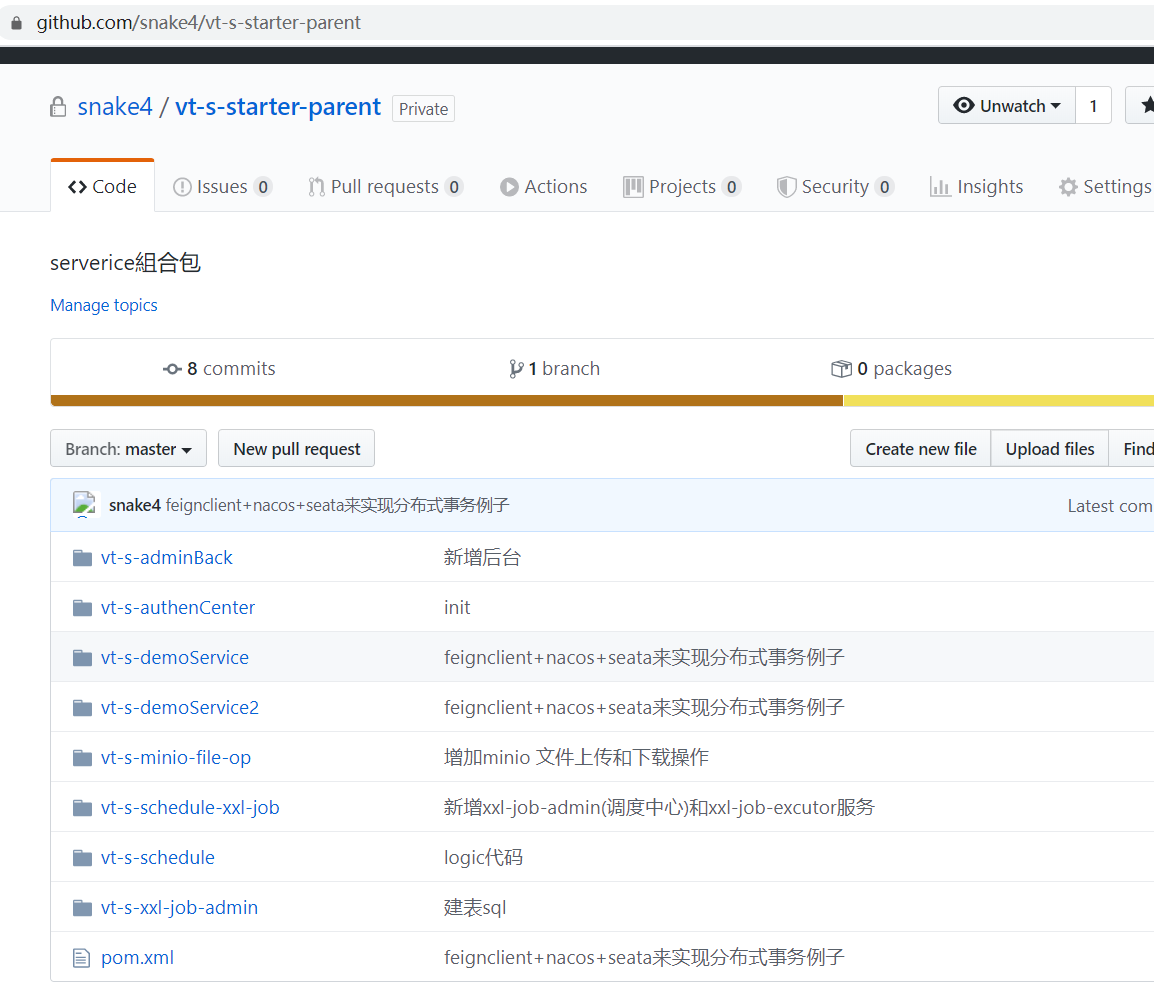 github.com/snake4/vt-s-starter-parent
snake4 / vt-s-starter-parent Private Unwatch 1
Code Issues 0 Pull requests 0 Actions Projects 0 Security 0 Insights Settings
serverice組合包
Manage topics
8 commits 1 branch 0 packages
Branch: master New pull request Create new file Upload files Find
snake4 feignclient+nacos+seata来实现分布式事务例子 Latest com
vt-s-adminBack 新增后台
vt-s-authenCenter init
vt-s-demoService feignclient+nacos+seata来实现分布式事务例子
vt-s-demoService2 feignclient+nacos+seata来实现分布式事务例子
vt-s-minio-file-op 增加minio 文件上传和下载操作
vt-s-schedule-xxl-job 新增xxl-job-admin(调度中心)和xxl-job-excutor服务
vt-s-schedule logic代码
vt-s-xxl-job-admin 建表sql
pom.xml feignclient+nacos+seata来实现分布式事务例子